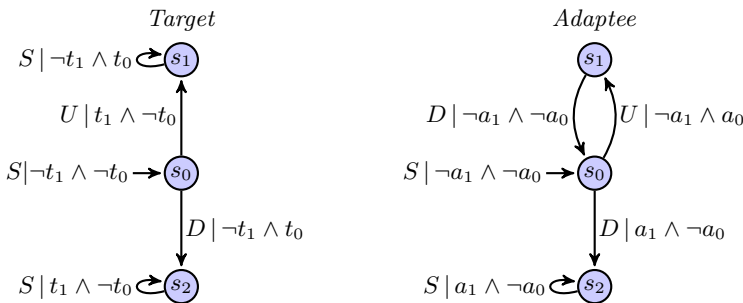 Target
Adaptee
S | ¬t₁ ∧ t₀
s₁
s₁
U | t₁ ∧ ¬t₀
D | ¬a₁ ∧ ¬a₀
U | ¬a₁ ∧ a₀
S|¬t₁ ∧ ¬t₀
s₀
S | ¬a₁ ∧ ¬a₀
s₀
D | ¬t₁ ∧ t₀
D | a₁ ∧ ¬a₀
S | t₁ ∧ ¬t₀
s₂
S | a₁ ∧ ¬a₀
s₂